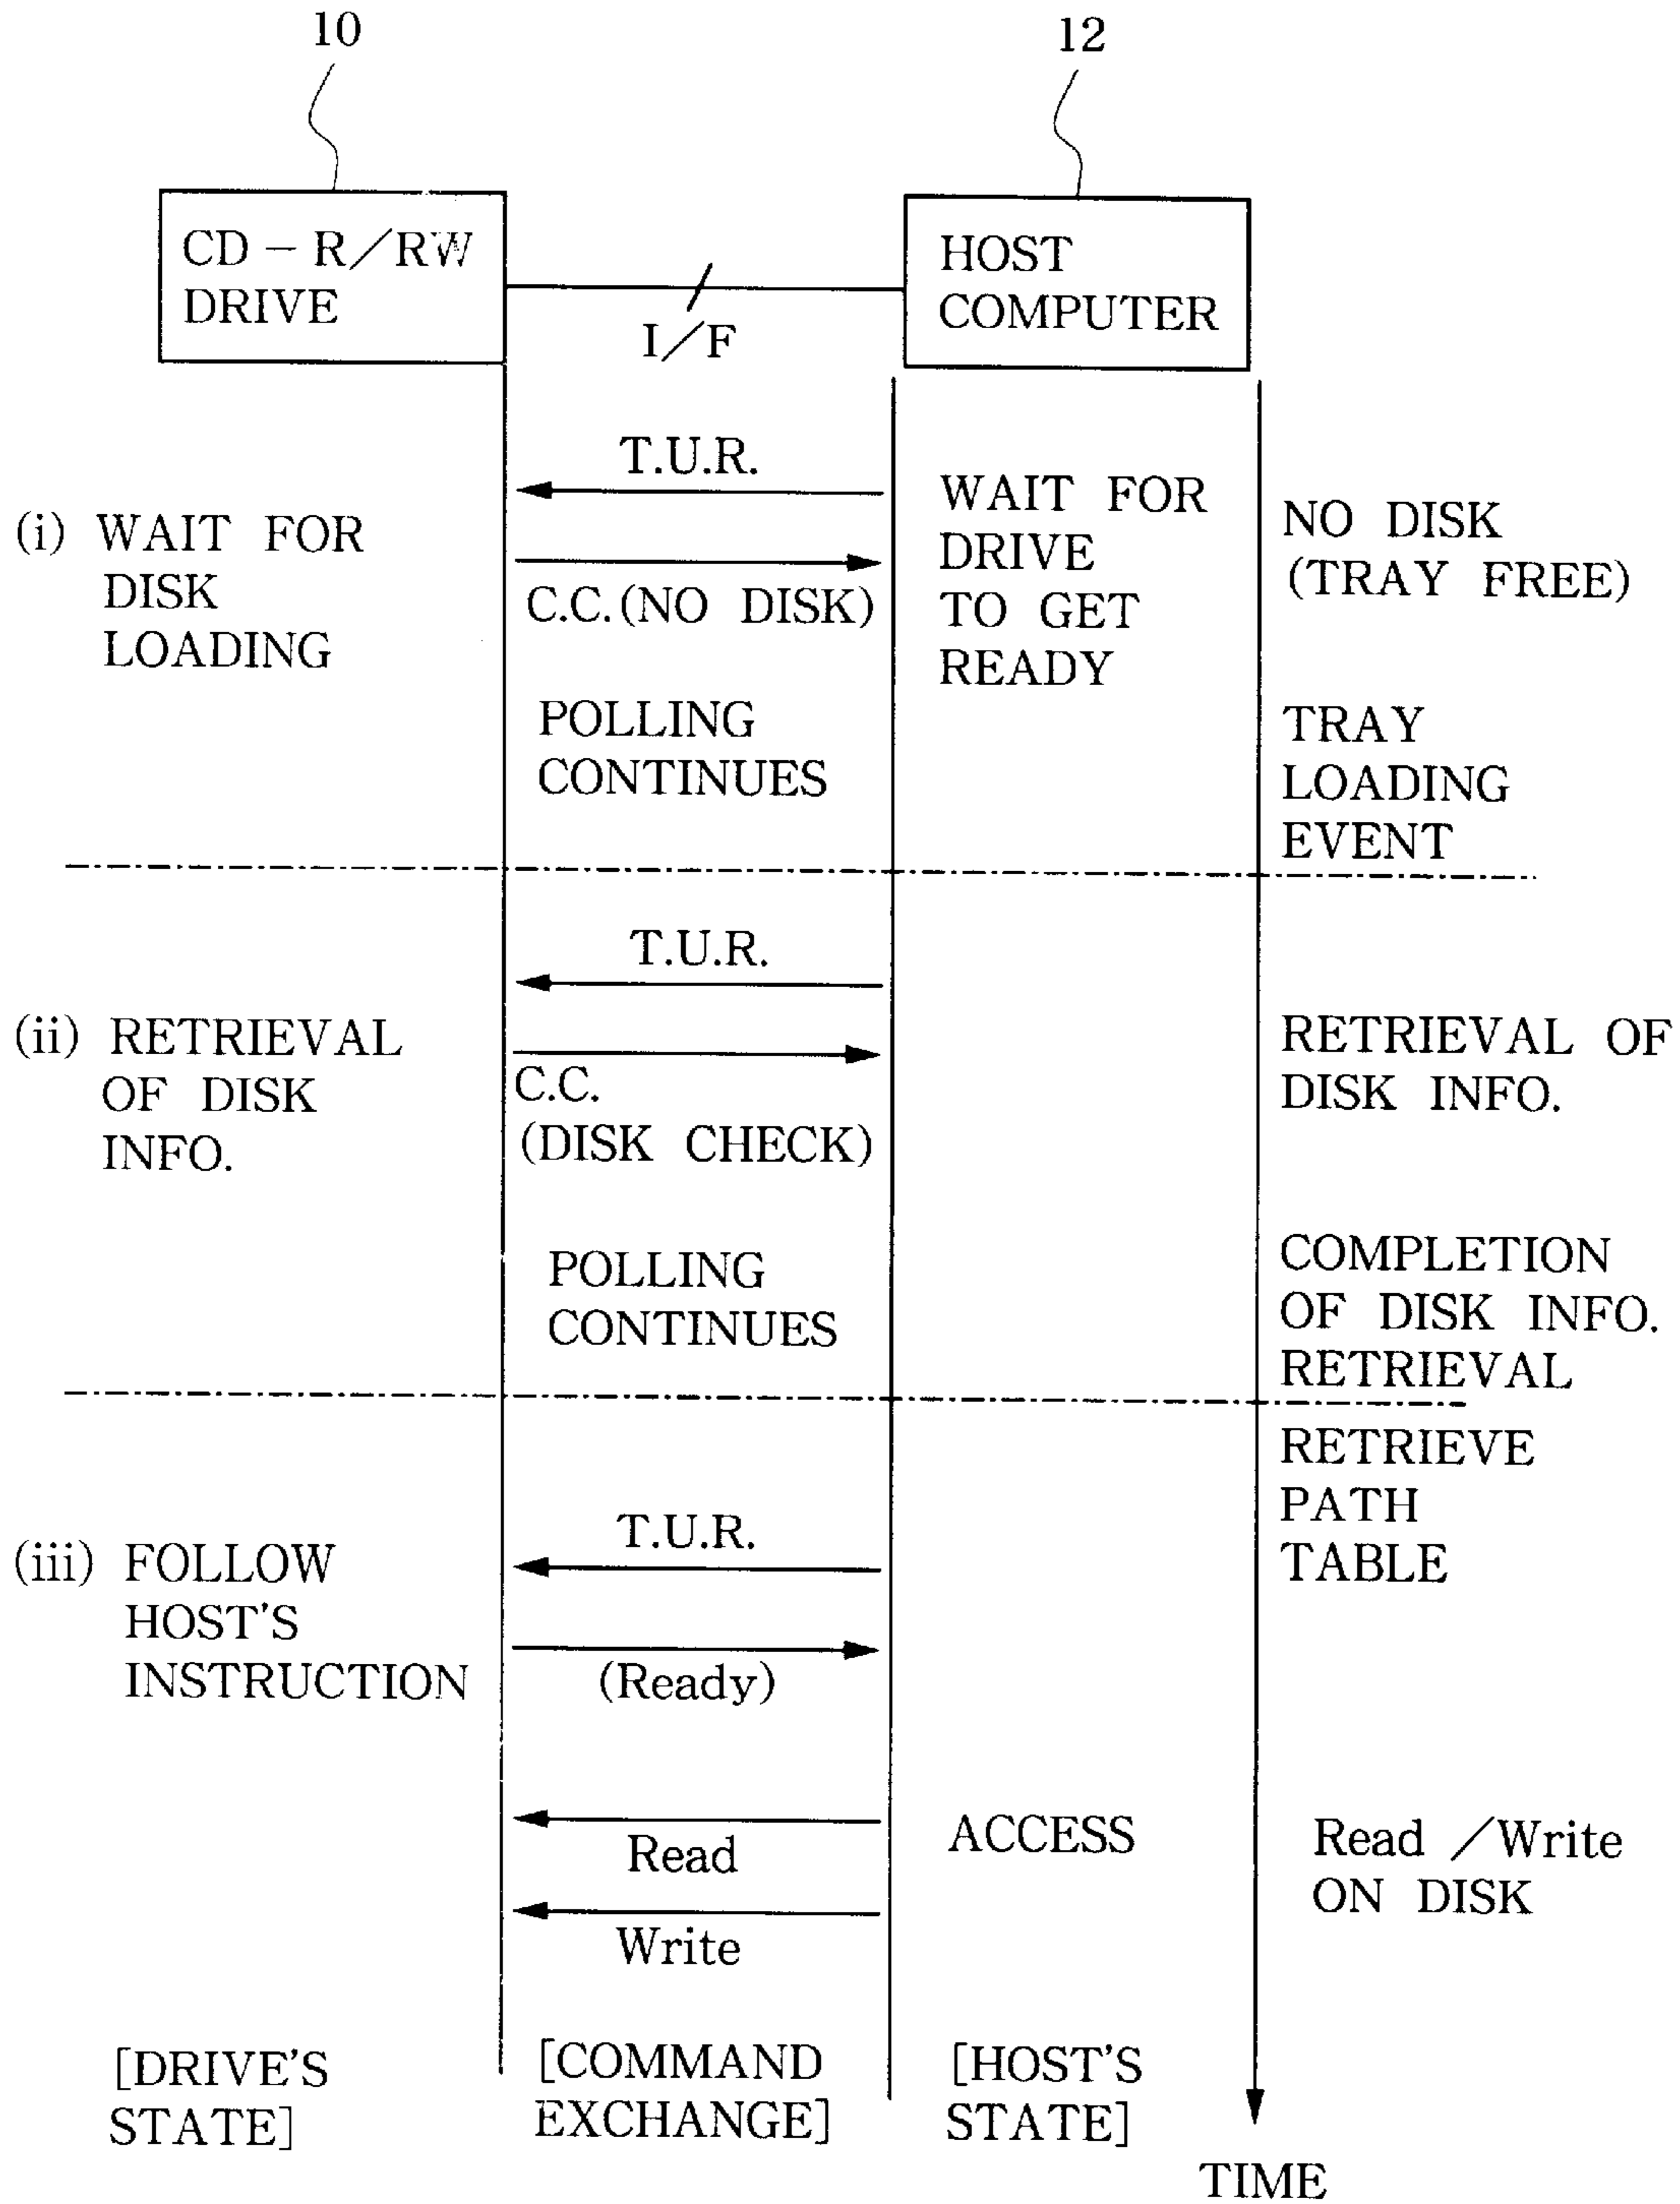 10
12
CD-R/RW
DRIVE
HOST
COMPUTER
I/F
T.U.R.
(i) WAIT FOR
DISK
LOADING
C.C.(NO DISK)
WAIT FOR
DRIVE
TO GET
READY
NO DISK
(TRAY FREE)
POLLING
CONTINUES
TRAY
LOADING
EVENT
T.U.R.
(ii) RETRIEVAL
OF DISK
INFO.
C.C.
(DISK CHECK)
RETRIEVAL OF
DISK INFO.
POLLING
CONTINUES
COMPLETION
OF DISK INFO.
RETRIEVAL
RETRIEVE
PATH
TABLE
T.U.R.
(iii) FOLLOW
HOST'S
INSTRUCTION
(Ready)
Read
Write
ACCESS
Read /Write
ON DISK
[DRIVE'S
STATE]
[COMMAND
EXCHANGE]
[HOST'S
STATE]
TIME